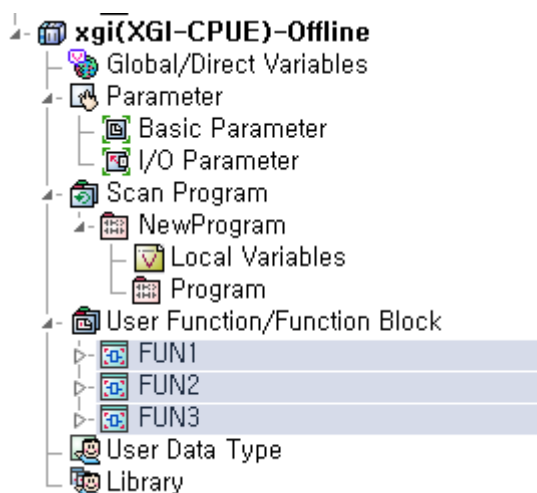 xgi(XGI-CPUE)-Offline
Global/Direct Variables
Parameter
Basic Parameter
I/O Parameter
Scan Program
NewProgram
Local Variables
Program
User Function/Function Block
FUN1
FUN2
FUN3
User Data Type
Library